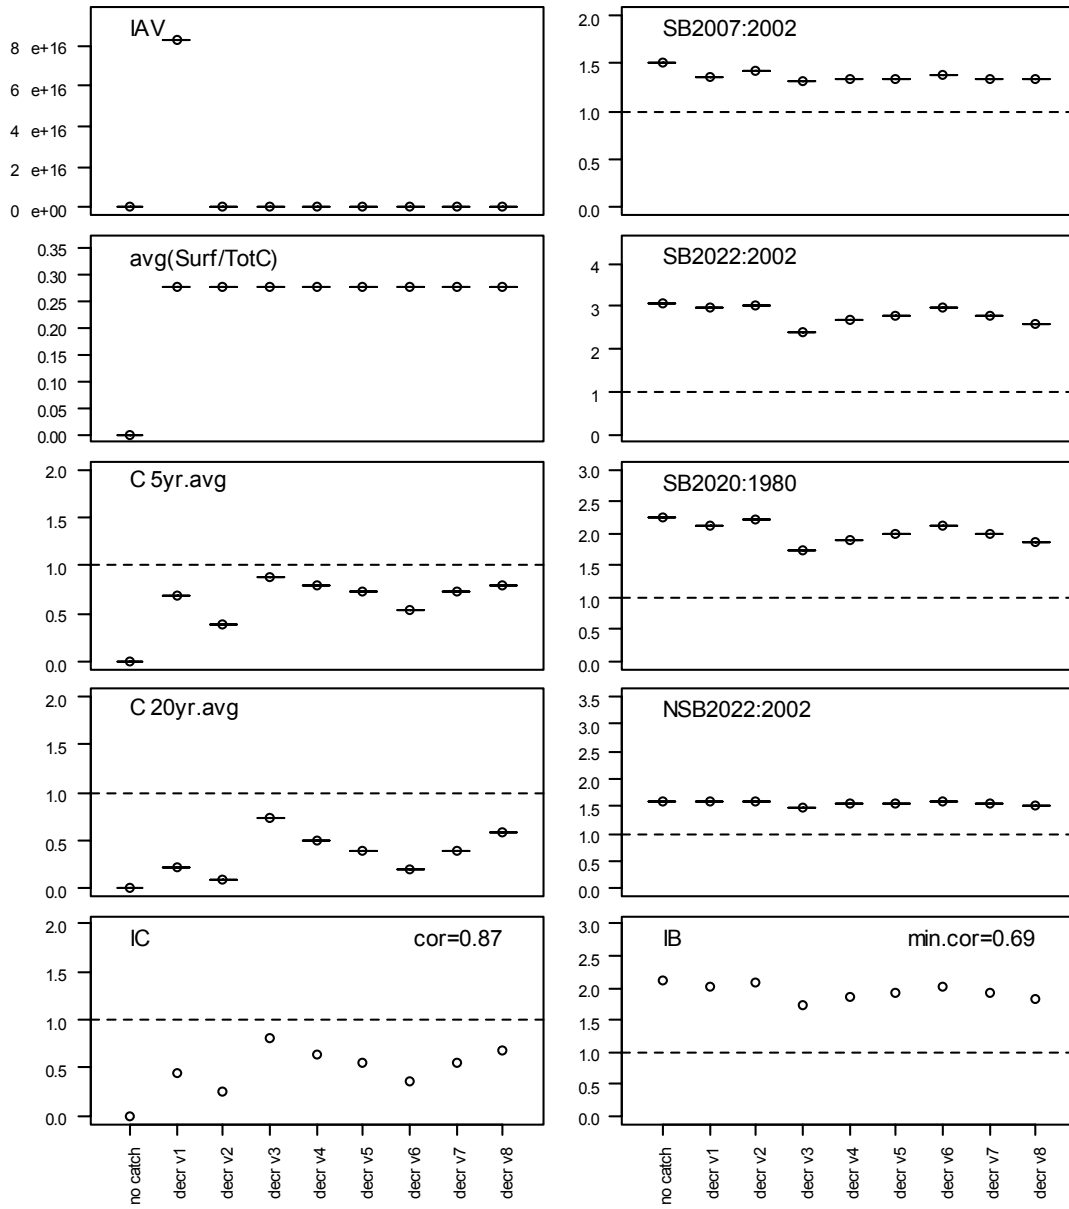 IAV
8 e+16
6 e+16
4 e+16
2 e+16
0 e+00
SB2007:2002
2.0
1.5
1.0
0.5
0.0
avg(Surf/TotC)
0.35
0.30
0.25
0.20
0.15
0.10
0.05
0.00
SB2022:2002
4
3
2
1
0
C 5yr.avg
2.0
1.5
1.0
0.5
0.0
SB2020:1980
3.0
2.5
2.0
1.5
1.0
0.5
0.0
C 20yr.avg
2.0
1.5
1.0
0.5
0.0
NSB2022:2002
3.5
3.0
2.5
2.0
1.5
1.0
0.5
0.0
IC cor=0.87
2.0
1.5
1.0
0.5
0.0
IB min.cor=0.69
3.0
2.5
2.0
1.5
1.0
0.5
0.0
no catch
decr v1
decr v2
decr v3
decr v4
decr v5
decr v6
decr v7
decr v8
no catch
decr v1
decr v2
decr v3
decr v4
decr v5
decr v6
decr v7
decr v8